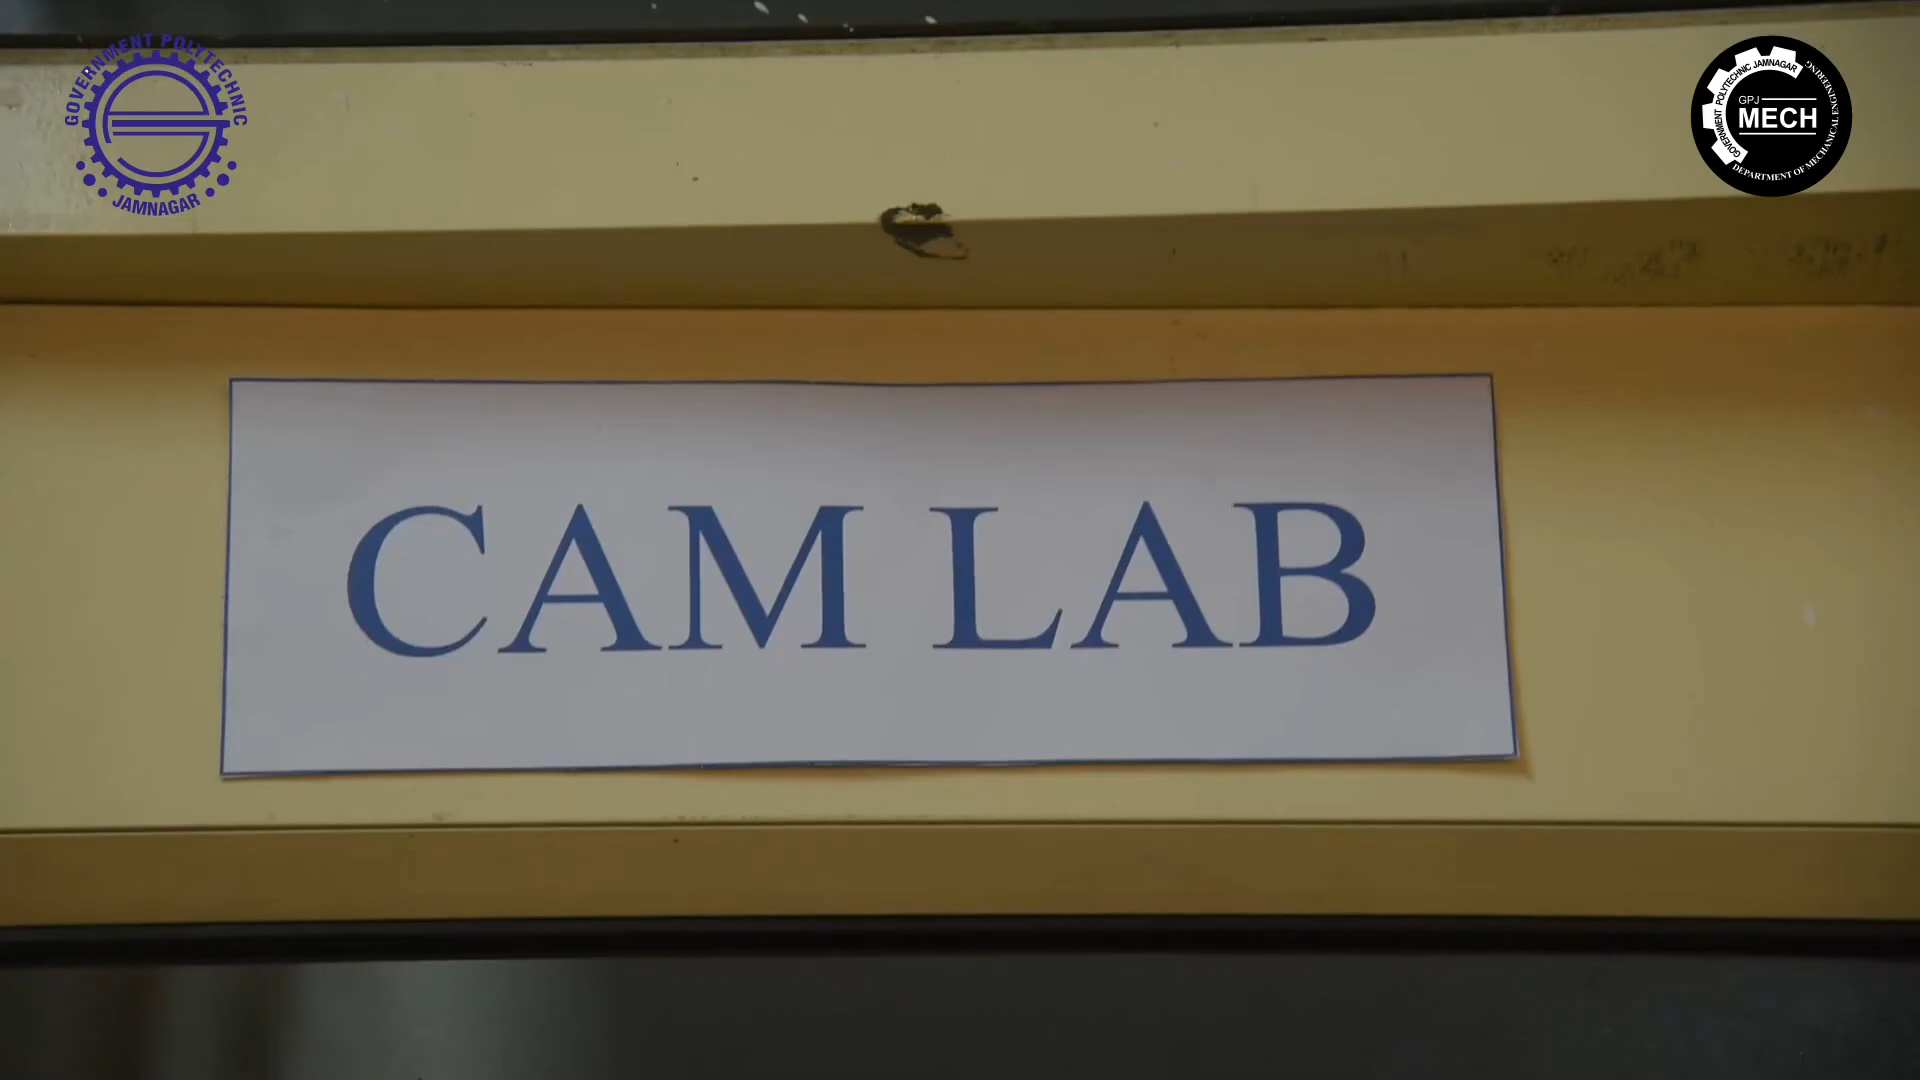 GOVERNMENT POLYTECHNIC
JAMNAGAR
GOVERNMENT POLYTECHNIC JAMNAGAR
GPJ
MECH
DEPARTMENT OF MECHANICAL ENGINEERING
CAM LAB